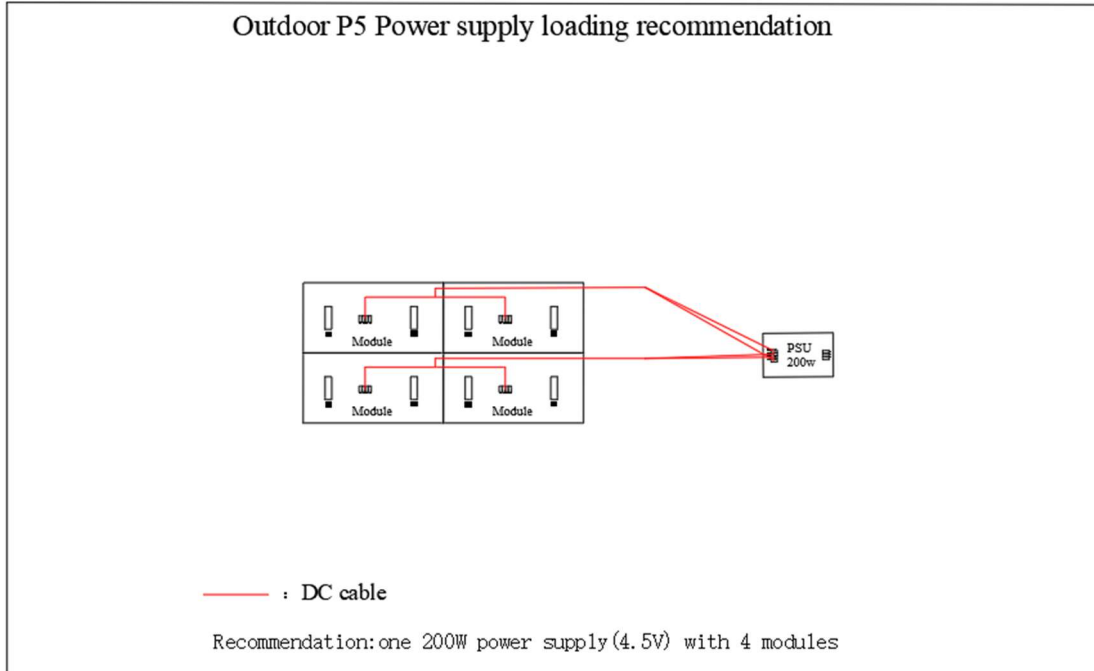 Outdoor P5 Power supply loading recommendation
Module
Module
PSU
200w
Module
Module
: DC cable
Recommendation:one 200W power supply(4.5V) with 4 modules